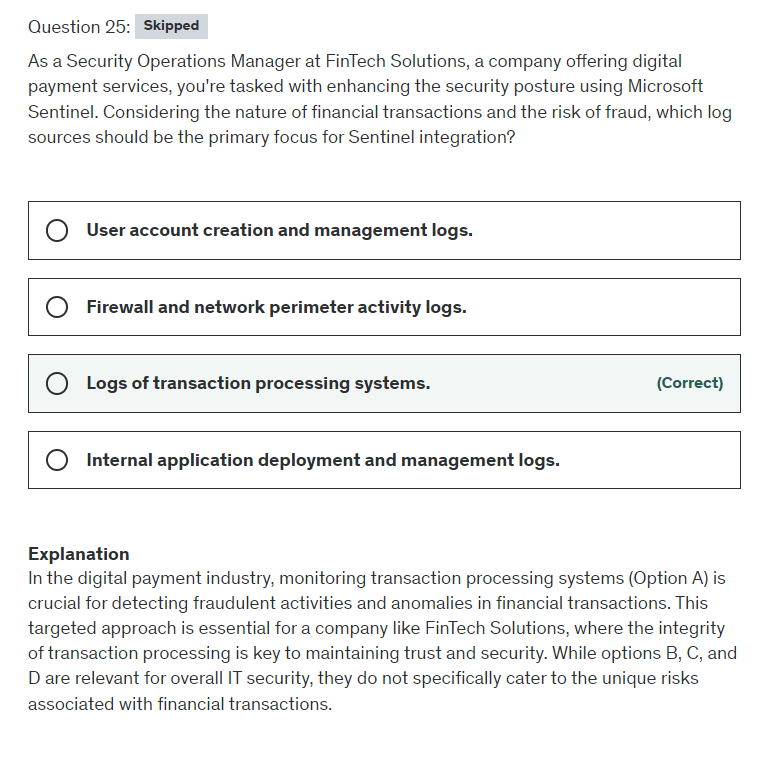 Question 25: Skipped
As a Security Operations Manager at FinTech Solutions, a company offering digital
payment services, you're tasked with enhancing the security posture using Microsoft
Sentinel. Considering the nature of financial transactions and the risk of fraud, which log
sources should be the primary focus for Sentinel integration?
User account creation and management logs.
Firewall and network perimeter activity logs.
Logs of transaction processing systems. (Correct)
Internal application deployment and management logs.
Explanation
In the digital payment industry, monitoring transaction processing systems (Option A) is
crucial for detecting fraudulent activities and anomalies in financial transactions. This
targeted approach is essential for a company like FinTech Solutions, where the integrity
of transaction processing is key to maintaining trust and security. While options B, C, and
D are relevant for overall IT security, they do not specifically cater to the unique risks
associated with financial transactions.